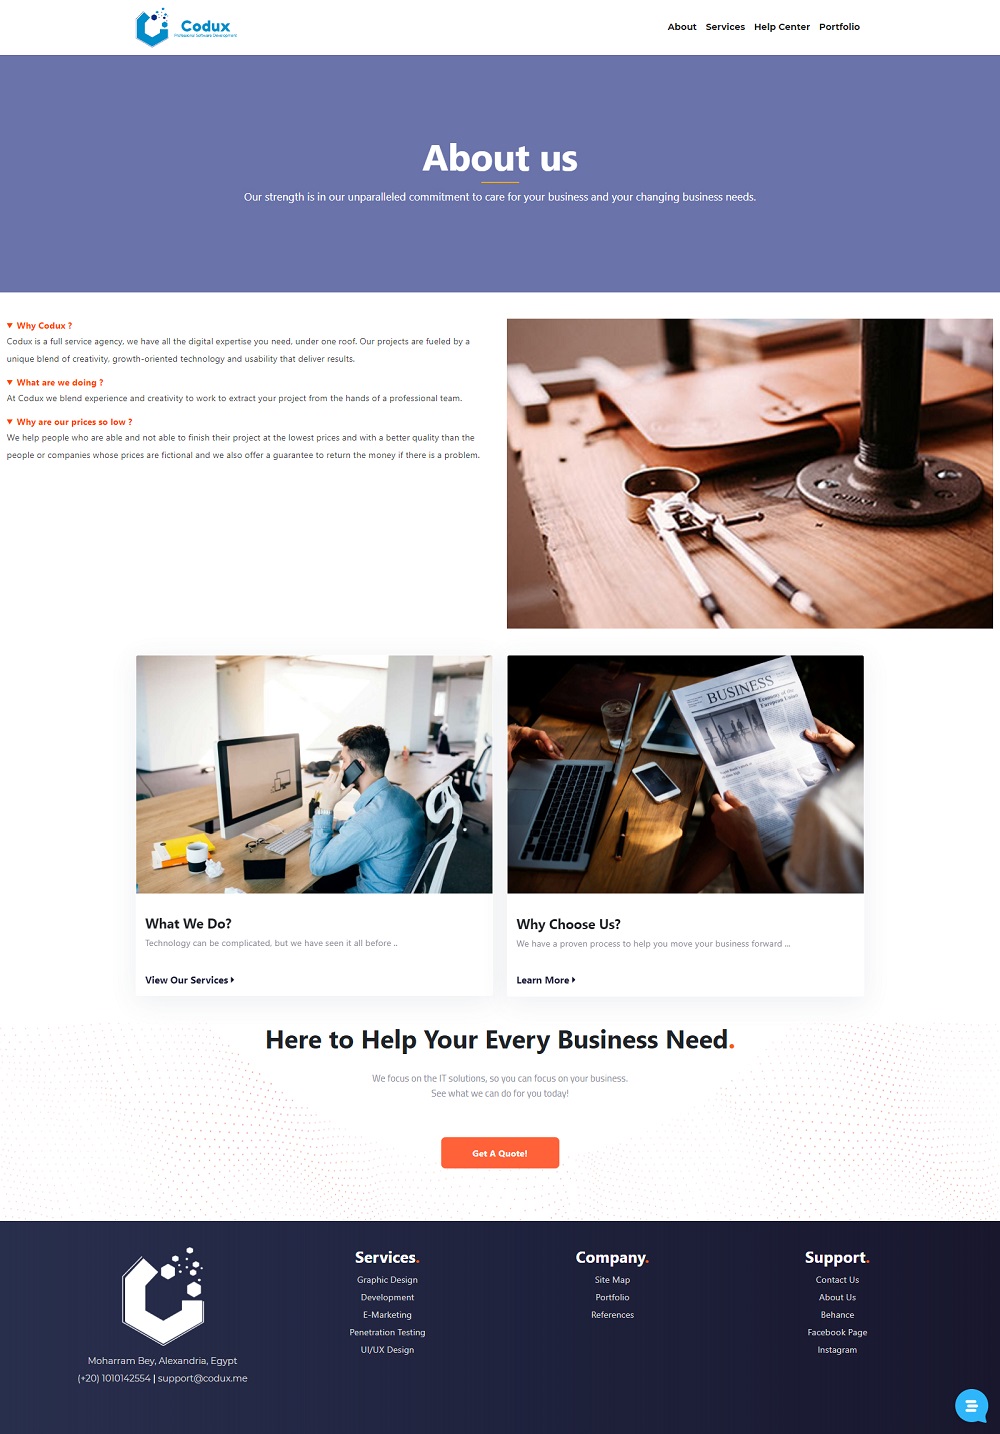 Codux
Professional Software Development
About Services Help Center Portfolio
About us
Our strength is in our unparalleled commitment to care for your business and your changing business needs.
Why Codux ?
Codux is a full service agency, we have all the digital expertise you need, under one roof. Our projects are fueled by a
unique blend of creativity, growth-oriented technology and usability that deliver results.
What are we doing ?
At Codux we blend experience and creativity to work to extract your project from the hands of a professional team.
Why are our prices so low ?
We help people who are able and not able to finish their project at the lowest prices and with a better quality than the
people or companies whose prices are fictional and we also offer a guarantee to return the money if there is a problem.
BUSINESS
Economy of the
European Union
What We Do?
Technology can be complicated, but we have seen it all before ..
View Our Services
Why Choose Us?
We have a proven process to help you move your business forward ...
Learn More
Here to Help Your Every Business Need.
We focus on the IT solutions, so you can focus on your business.
See what we can do for you today!
Get A Quote!
Moharram Bey, Alexandria, Egypt
(+20) 1010142554 | support@codux.me
Services.
Graphic Design
Development
E-Marketing
Penetration Testing
UI/UX Design
Company.
Site Map
Portfolio
References
Support.
Contact Us
About Us
Behance
Facebook Page
Instagram